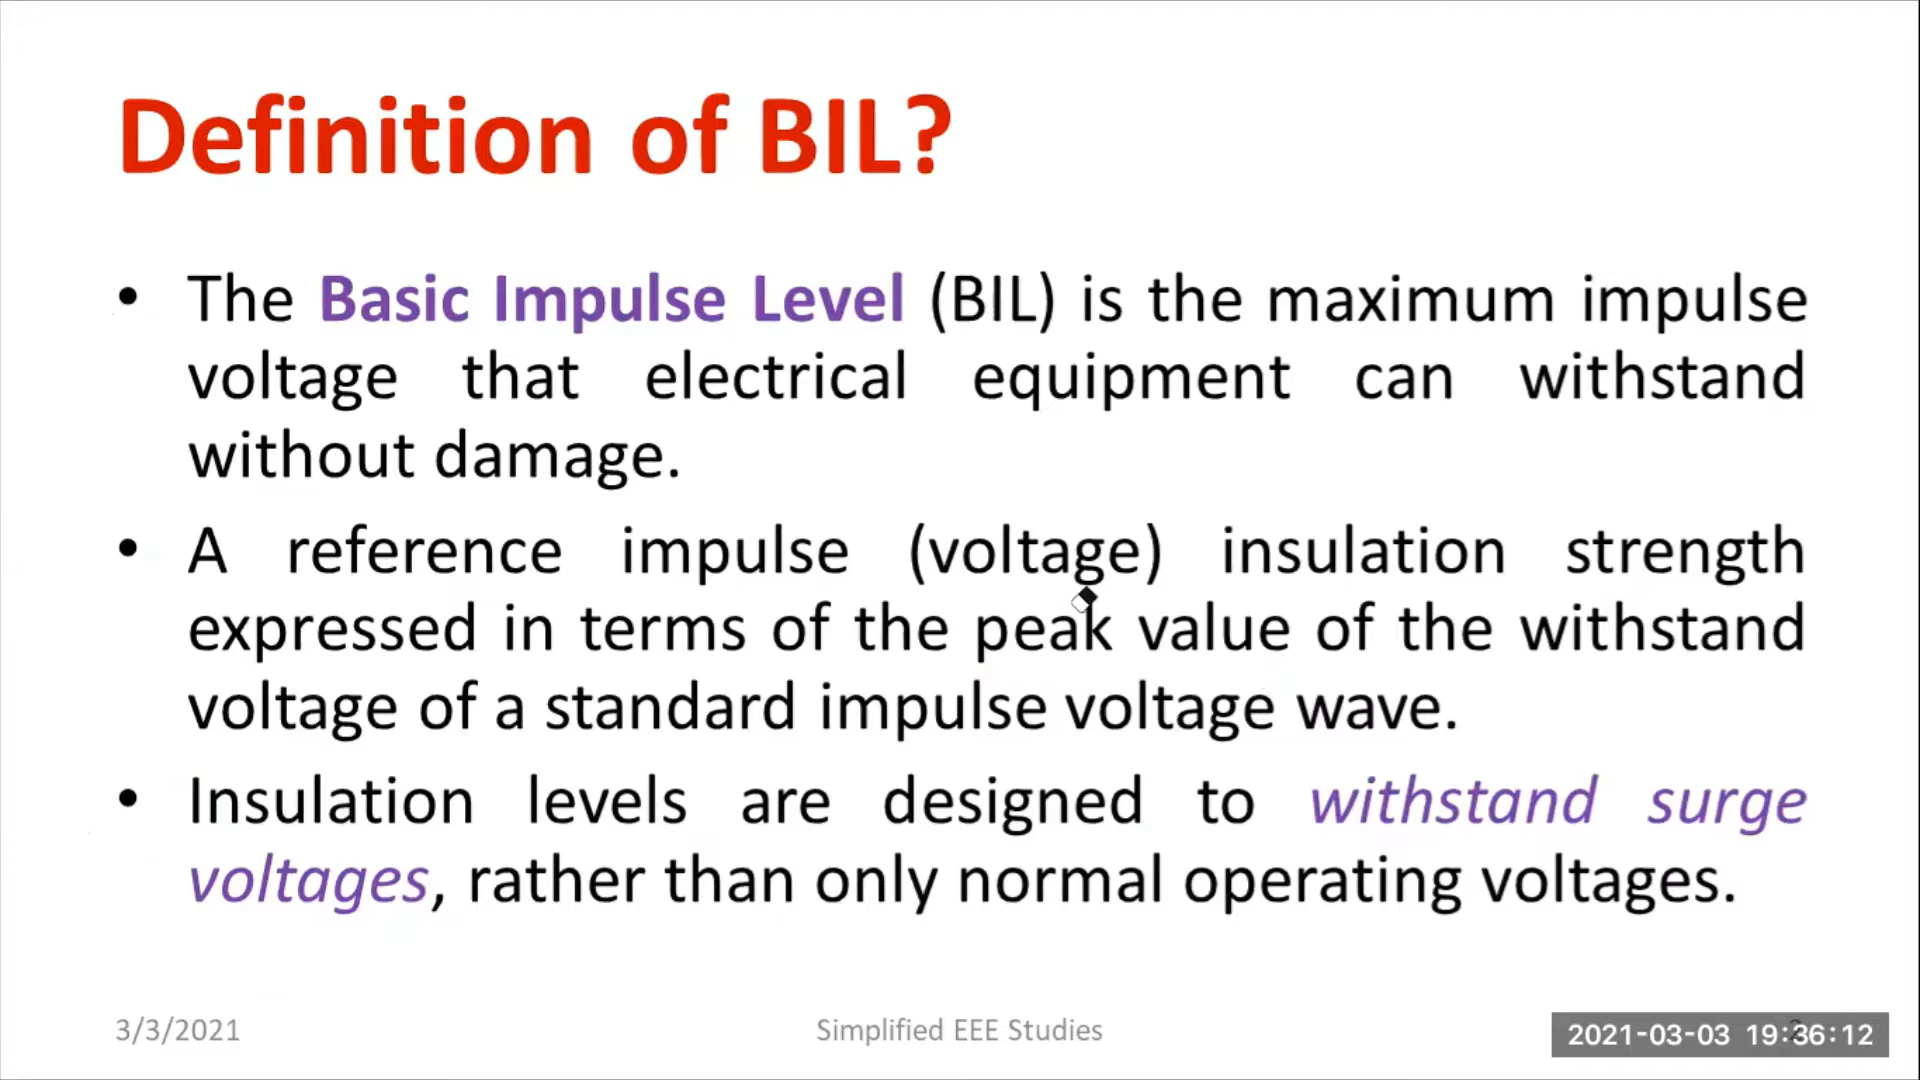 Definition of BIL?
• The Basic Impulse Level (BIL) is the maximum impulse
voltage that electrical equipment can withstand
without damage.
• A reference impulse (voltage) insulation strength
expressed in terms of the peak value of the withstand
voltage of a standard impulse voltage wave.
• Insulation levels are designed to withstand surge
voltages, rather than only normal operating voltages.
3/3/2021
Simplified EEE Studies
2021-03-03 19:36:12